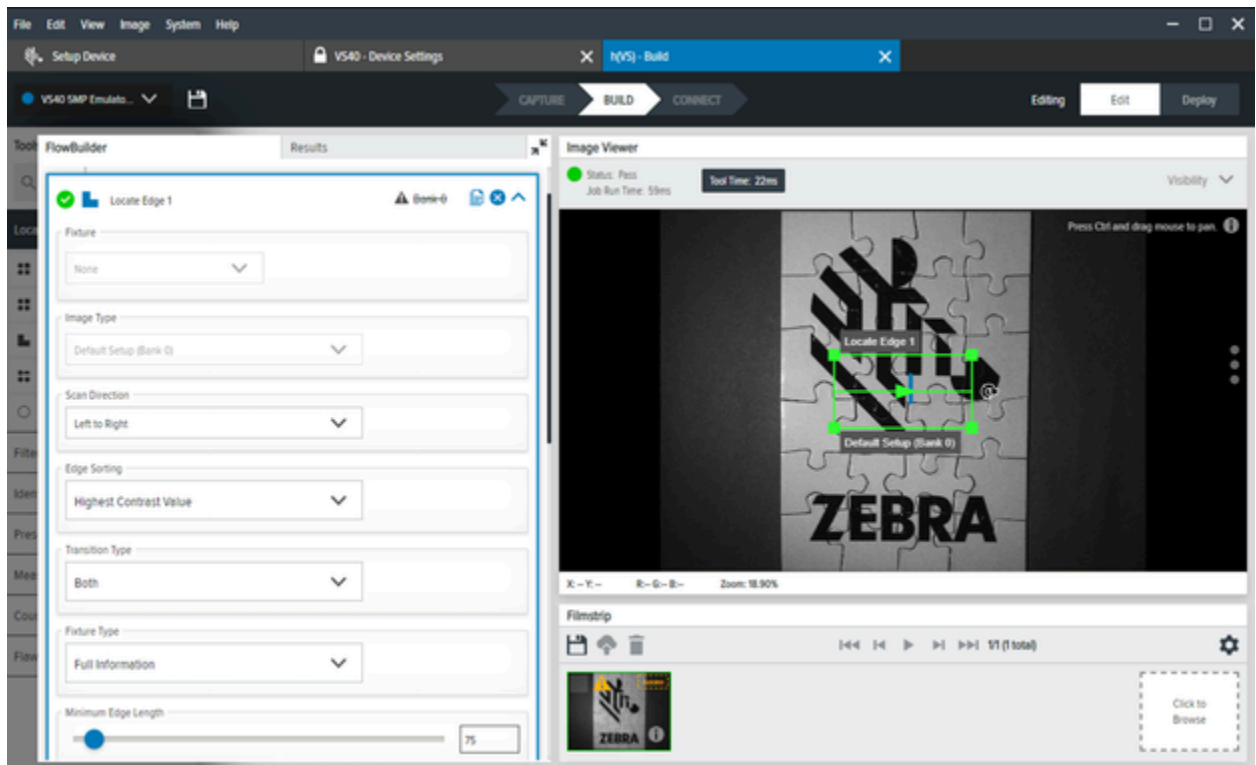 File Edit View Image System Help
Setup Device
VS40 - Device Settings
h(VS) - Build
VS40 SMP Emulato...
CAPTURE
BUILD
CONNECT
Editing
Edit
Deploy
FlowBuilder
Results
Locate Edge 1
Bank 0
Fixture
None
Image Type
Default Setup (Bank 0)
Scan Direction
Left to Right
Edge Sorting
Highest Contrast Value
Transition Type
Both
Fixture Type
Full Information
Minimum Edge Length
75
Image Viewer
Status: Pass
Job Run Time: 59ms
Tool Time: 22ms
Visibility
Press Ctrl and drag mouse to pan.
Locate Edge 1
Default Setup (Bank 0)
ZEBRA
X: -- Y: --
R:-- G:-- B:--
Zoom: 18.90%
Filmstrip
1/1 (1 total)
ZEBRA
Click to
Browse